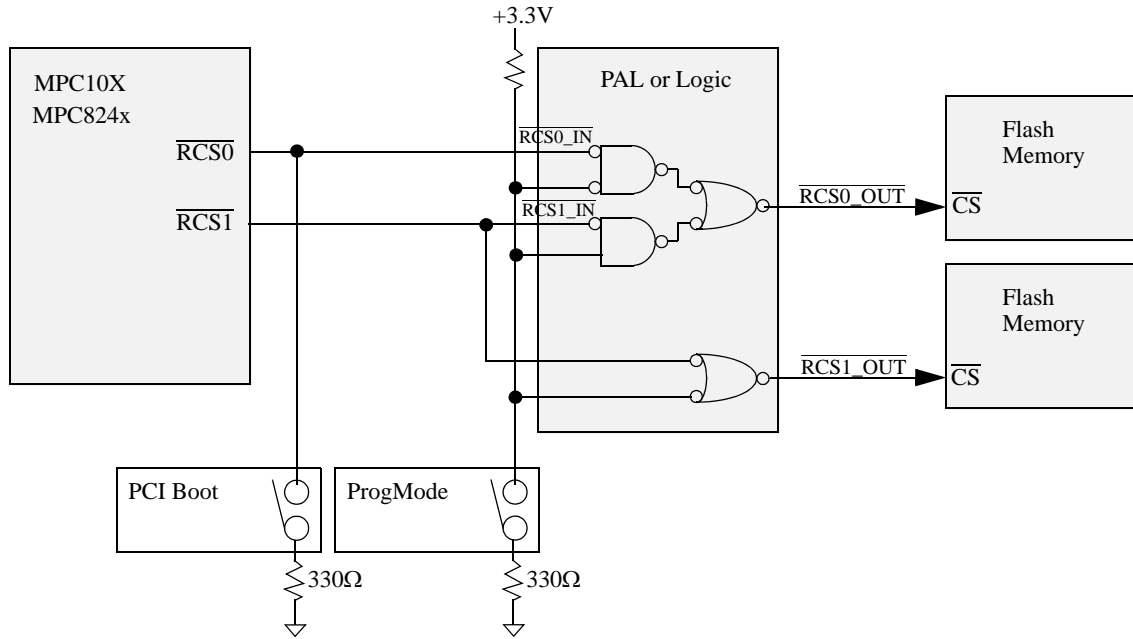 +3.3V
MPC10X
MPC824x
PAL or Logic
Flash
Memory
RCS0
RCS0_IN
RCS0_OUT
CS
RCS1
RCS1_IN
Flash
Memory
RCS1_OUT
CS
PCI Boot
ProgMode
330Ω
330Ω